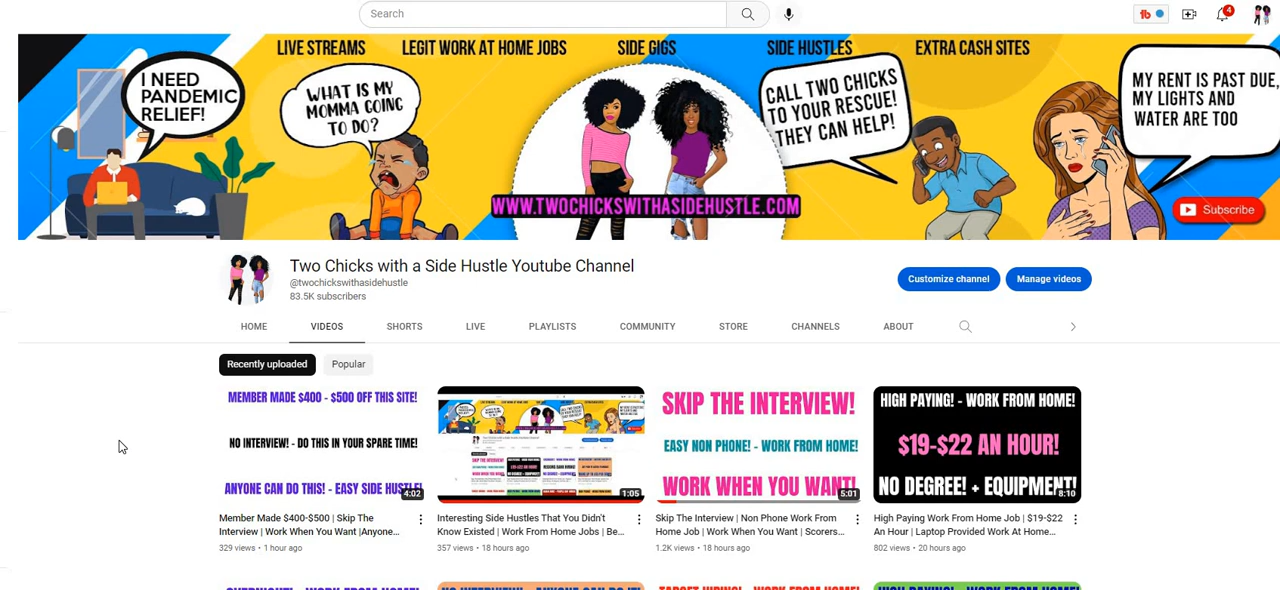 Search
4
LIVE STREAMS LEGIT WORK AT HOME JOBS SIDE GIGS SIDE HUSTLES EXTRA CASH SITES
I NEED
PANDEMIC
RELIEF!
WHAT IS MY
MOMMA GOING
TO DO?
CALL TWO CHICKS
TO YOUR RESCUE!
THEY CAN HELP!
MY RENT IS PAST DUE,
MY LIGHTS AND
WATER ARE TOO
WWW.TWOCHICKSWITHASIDEHUSTLE.COM
Subscribe
Two Chicks with a Side Hustle Youtube Channel
@twochickswithasidehustle
83.5K subscribers
Customize channel Manage videos
HOME VIDEOS SHORTS LIVE PLAYLISTS COMMUNITY STORE CHANNELS ABOUT
Recently uploaded Popular
MEMBER MADE $400 - $500 OFF THIS SITE!
NO INTERVIEW! - DO THIS IN YOUR SPARE TIME!
ANYONE CAN DO THIS! - EASY SIDE HUSTLE!
4:02
Member Made $400-$500 | Skip The
Interview | Work When You Want |Anyone...
329 views • 1 hour ago
1:05
Interesting Side Hustles That You Didn't
Know Existed | Work From Home Jobs | Be...
357 views • 18 hours ago
SKIP THE INTERVIEW!
EASY NON PHONE! - WORK FROM HOME!
WORK WHEN YOU WANT!
5:01
Skip The Interview | Non Phone Work From
Home Job | Work When You Want | Scorers...
1.2K views • 18 hours ago
HIGH PAYING! - WORK FROM HOME!
$19-$22 AN HOUR!
NO DEGREE! + EQUIPMENT!
8:10
High Paying Work From Home Job | $19-$22
An Hour | Laptop Provided Work At Home...
802 views • 20 hours ago